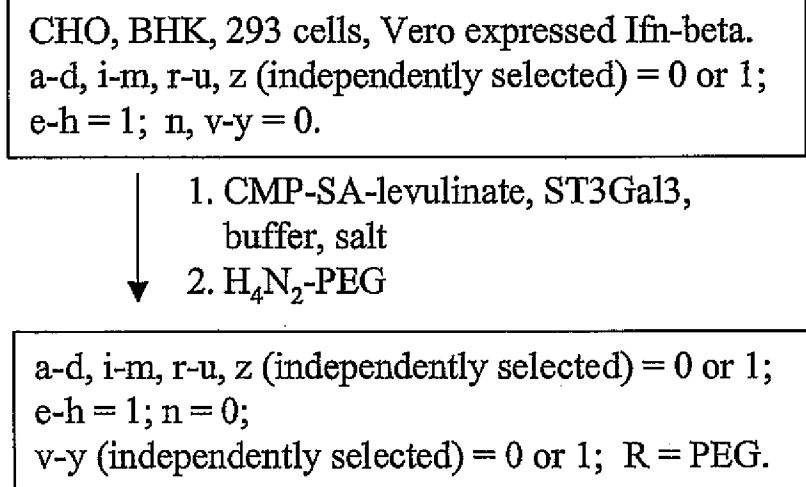 CHO, BHK, 293 cells, Vero expressed Ifn-beta.
a-d, i-m, r-u, z (independently selected) = 0 or 1;
e-h = 1; n, v-y = 0.
1. CMP-SA-levulinate, ST3Gal3,
buffer, salt
2. H₄N₂-PEG
a-d, i-m, r-u, z (independently selected) = 0 or 1;
e-h = 1; n = 0;
v-y (independently selected) = 0 or 1; R = PEG.